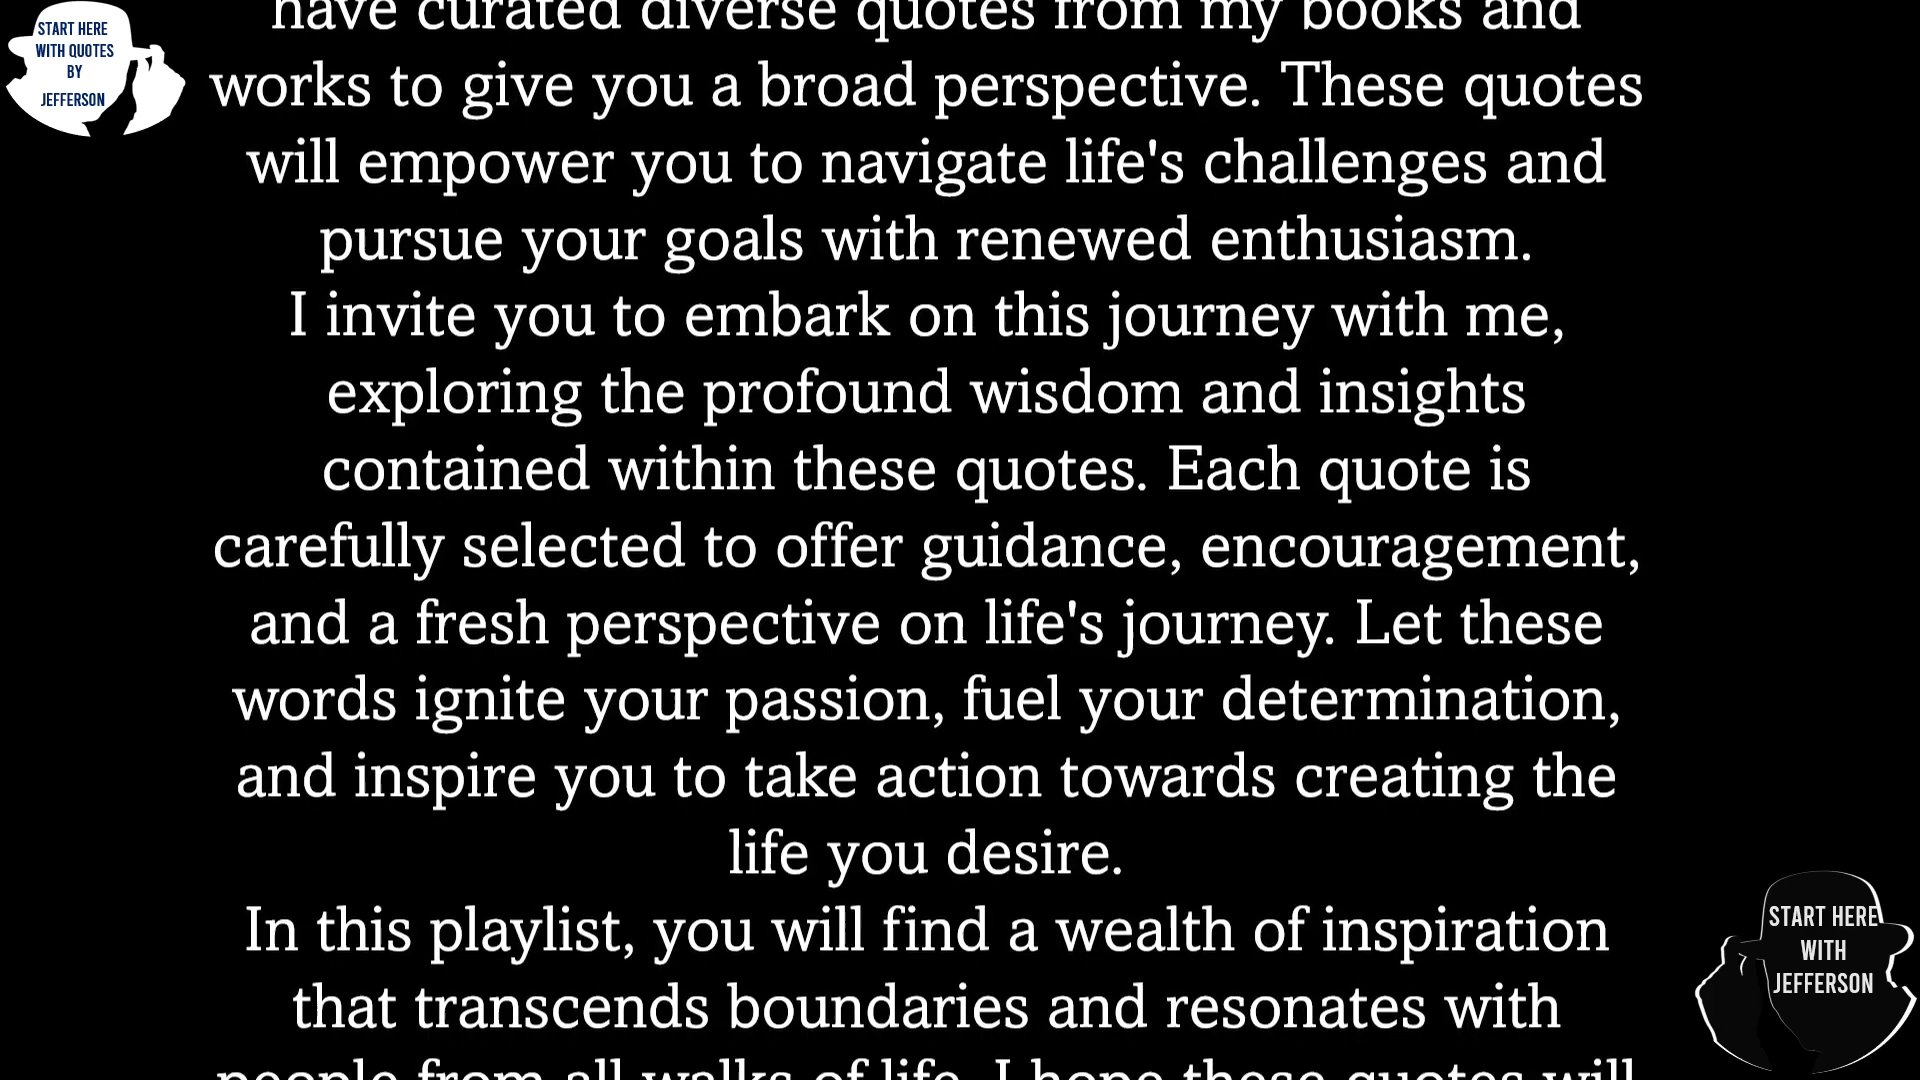 START HERE
WITH QUOTES
BY
JEFFERSON
have curated diverse quotes from my books and
works to give you a broad perspective. These quotes
will empower you to navigate life's challenges and
pursue your goals with renewed enthusiasm.
I invite you to embark on this journey with me,
exploring the profound wisdom and insights
contained within these quotes. Each quote is
carefully selected to offer guidance, encouragement,
and a fresh perspective on life's journey. Let these
words ignite your passion, fuel your determination,
and inspire you to take action towards creating the
life you desire.
In this playlist, you will find a wealth of inspiration
that transcends boundaries and resonates with
people from all walks of life. I hope these quotes will
START HERE
WITH
JEFFERSON